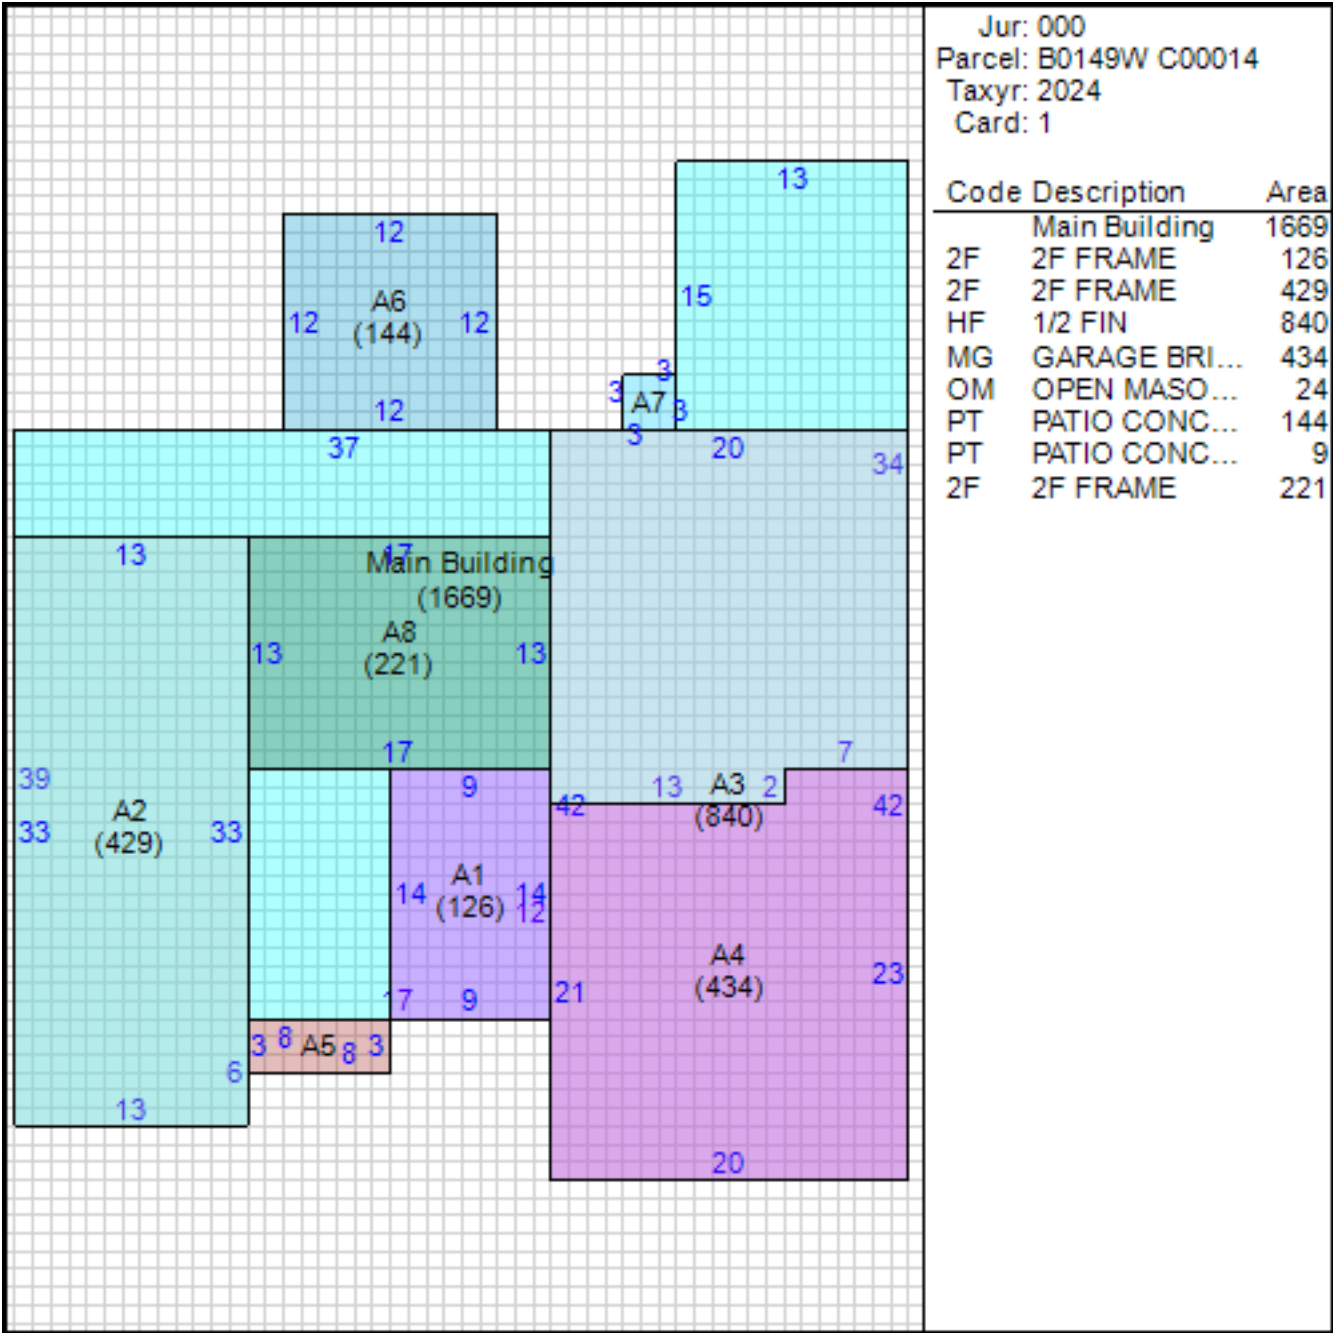 Jur: 000
Parcel: B0149W C00014
Taxyr: 2024
Card: 1
Code Description Area
Main Building 1669
2F 2F FRAME 126
2F 2F FRAME 429
HF 1/2 FIN 840
MG GARAGE BRI... 434
OM OPEN MASO... 24
PT PATIO CONC... 144
PT PATIO CONC... 9
2F 2F FRAME 221
13
12
15
A6
12 (144) 12
3
3 A7 3
12
3
37 20 34
13 17
Main Building
(1669)
A8
13 (221) 13
17 7
39 9 13 A3 2
42 (840) 42
A2
33 (429) 33
A1
14 (126) 14
12
A4
21 (434) 23
17 9
3 8 A5 8 3
6
13
20